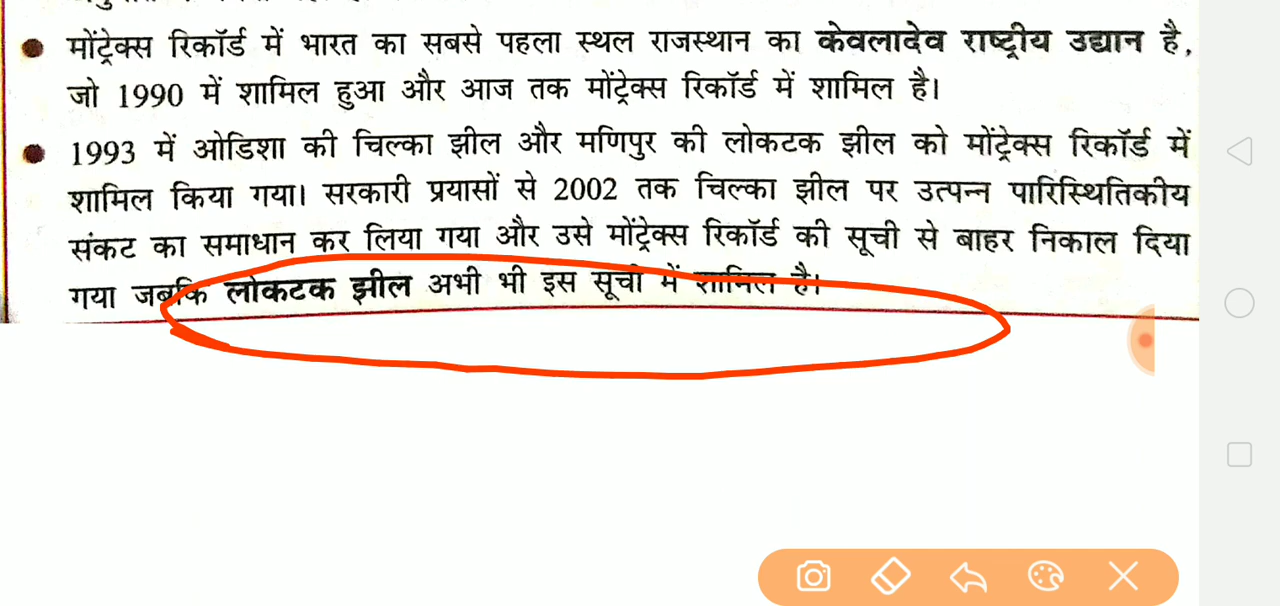 मोंट्रेक्स रिकॉर्ड में भारत का सबसे पहला स्थल राजस्थान का केवलादेव राष्ट्रीय उद्यान है,
जो 1990 में शामिल हुआ और आज तक मोंट्रेक्स रिकॉर्ड में शामिल है।
1993 में ओडिशा की चिल्का झील और मणिपुर की लोकटक झील को मोंट्रेक्स रिकॉर्ड में
शामिल किया गया। सरकारी प्रयासों से 2002 तक चिल्का झील पर उत्पन्न पारिस्थितिकीय
संकट का समाधान कर लिया गया और उसे मोंट्रेक्स रिकॉर्ड की सूची से बाहर निकाल दिया
गया जबकि लोकटक झील अभी भी इस सूची में शामिल है।